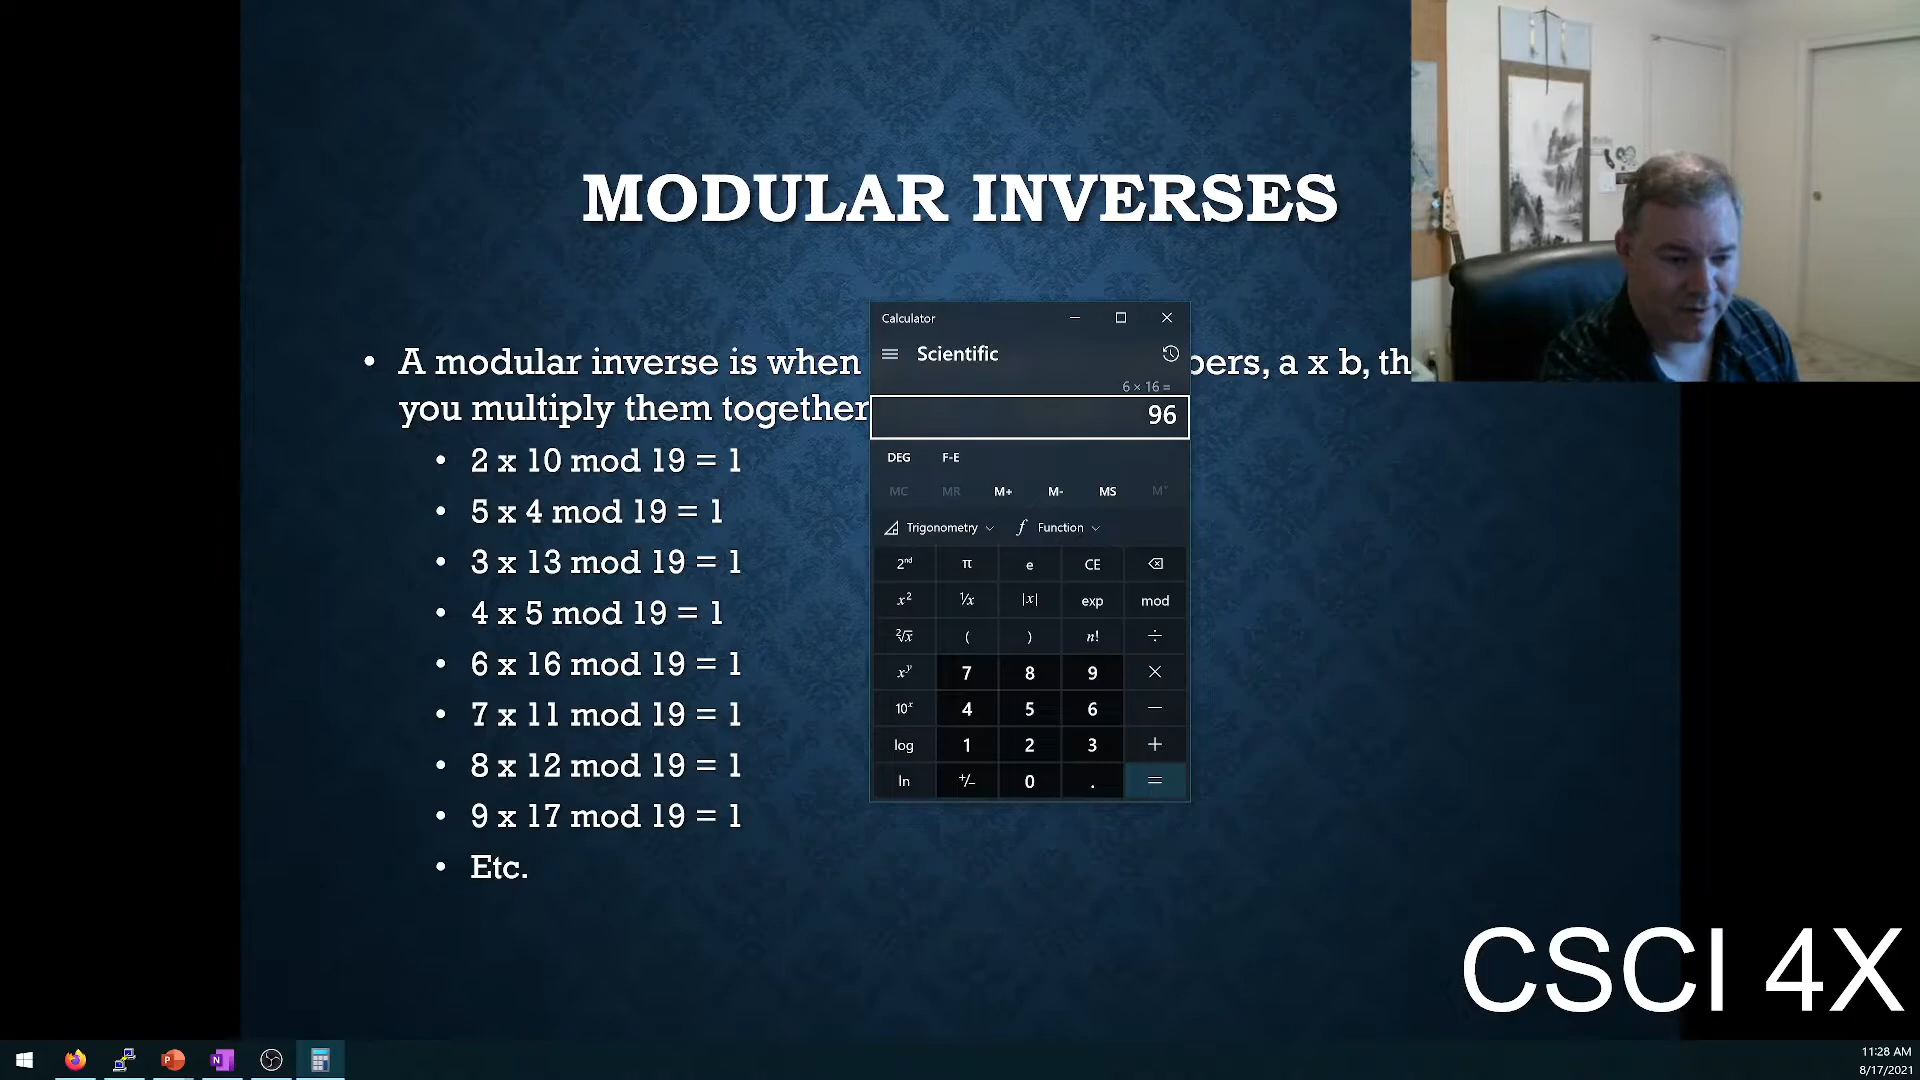 MODULAR INVERSES
• A modular inverse is when
bers, a x b, th
you multiply them together
• 2 x 10 mod 19 = 1
• 5 x 4 mod 19 = 1
• 3 x 13 mod 19 = 1
• 4 x 5 mod 19 = 1
• 6 x 16 mod 19 = 1
• 7 x 11 mod 19 = 1
• 8 x 12 mod 19 = 1
• 9 x 17 mod 19 = 1
• Etc.
Calculator
Scientific
6 × 16 =
96
DEG F-E
MC MR M+ M- MS M˅
Trigonometry f Function
2ⁿᵈ π e CE
x² ¹/x |x| exp mod
²√x ( ) n! ÷
xʸ 7 8 9 ×
10ˣ 4 5 6 −
log 1 2 3 +
ln +/− 0 . =
CSCI 4X
11:28 AM
8/17/2021